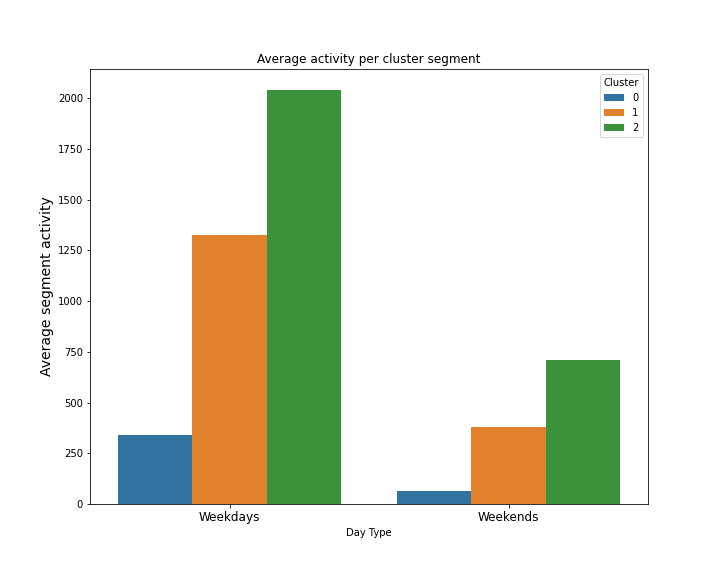 Average activity per cluster segment
Cluster
0
1
2
Average segment activity
2000
1750
1500
1250
1000
750
500
250
0
Weekdays
Weekends
Day Type